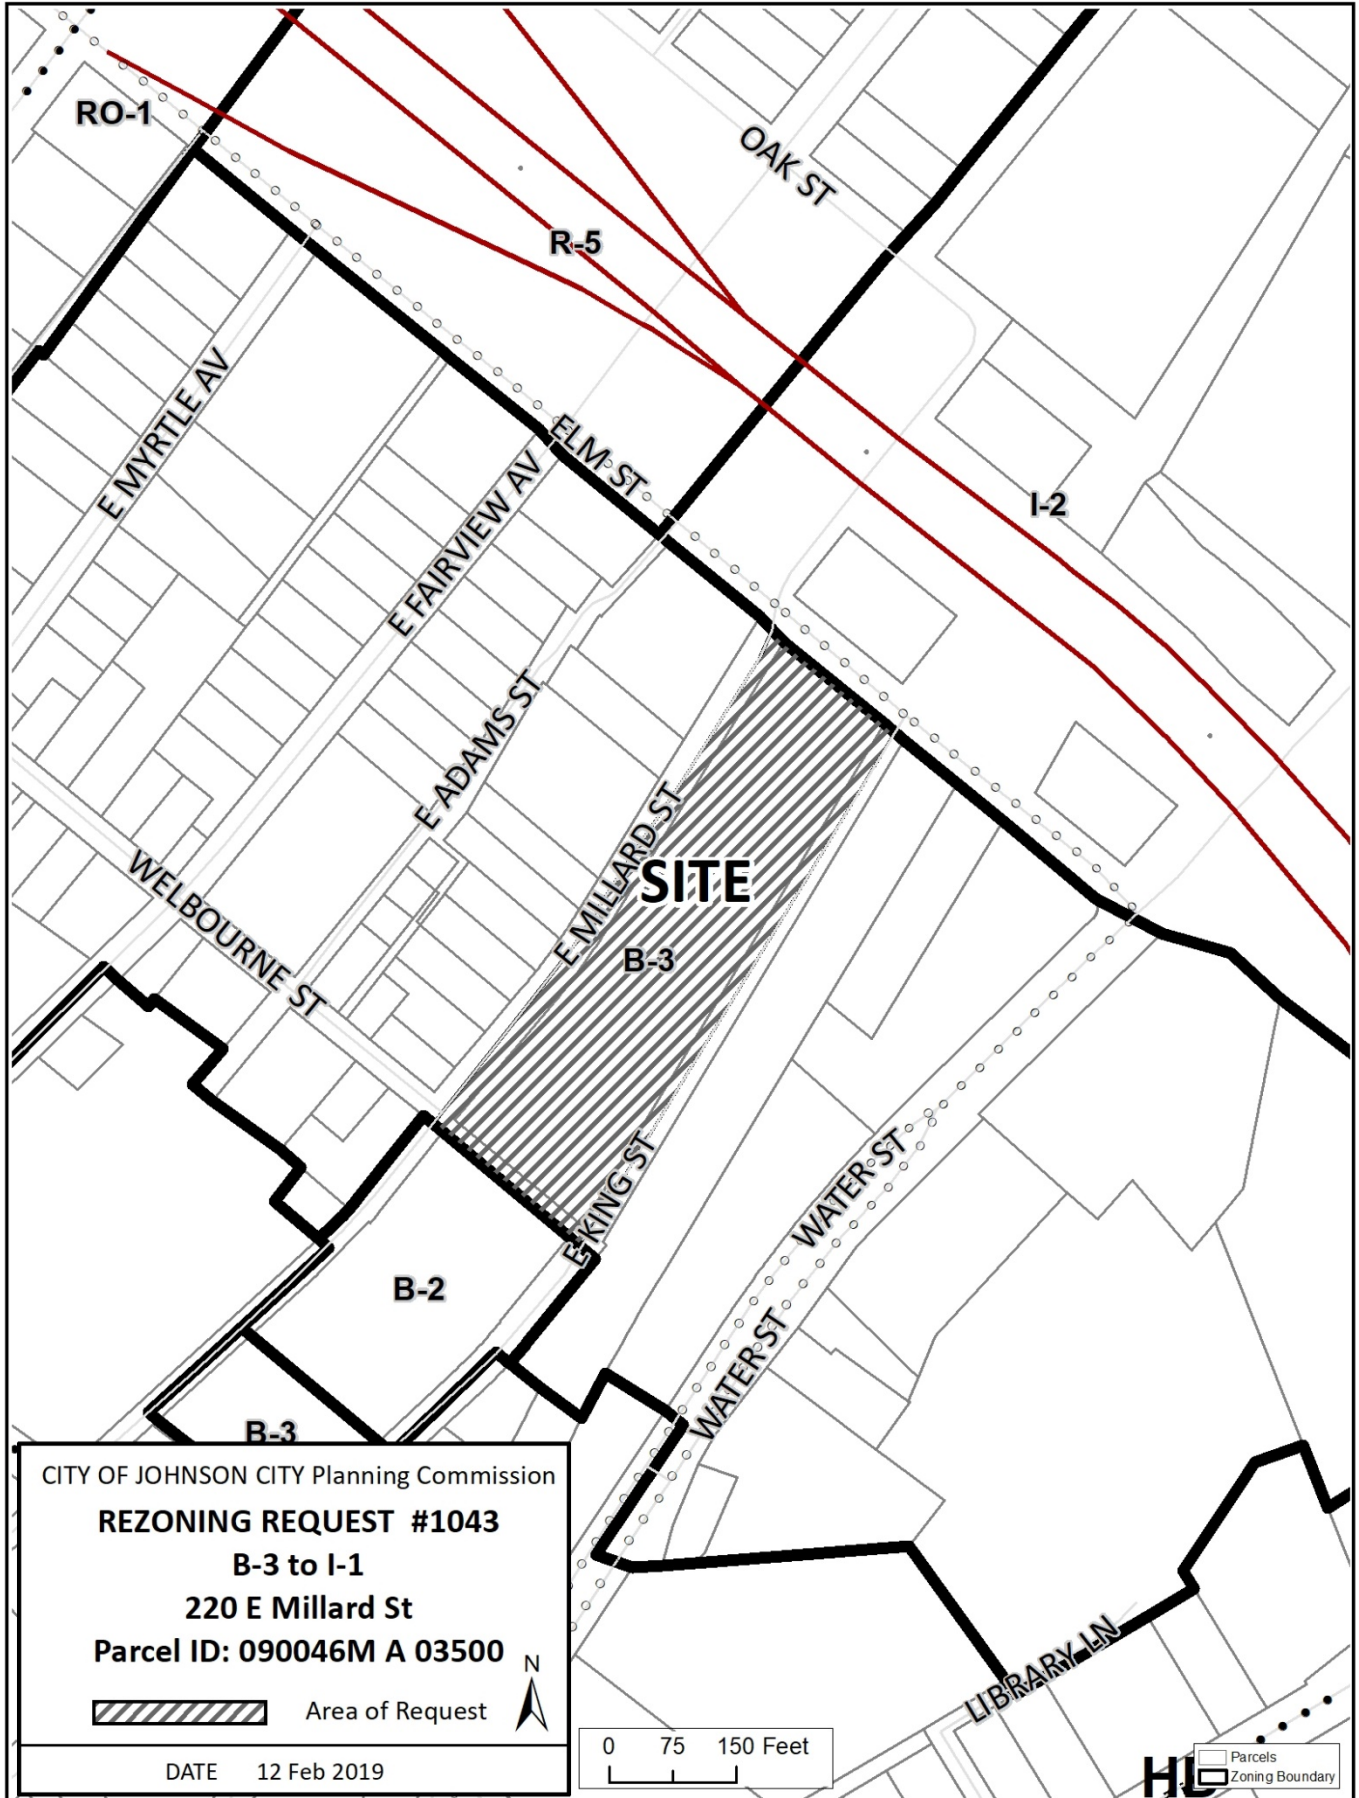 RO-1
OAK ST
R-5
E MYRTLE AV
ELM ST
E FAIRVIEW AV
I-2
E ADAMS ST
E MILLARD ST
SITE
B-3
WELBOURNE ST
E KING ST
WATER ST
B-2
WATER ST
B-3
CITY OF JOHNSON CITY Planning Commission
REZONING REQUEST #1043
B-3 to I-1
220 E Millard St
Parcel ID: 090046M A 03500
N
Area of Request
DATE 12 Feb 2019
0 75 150 Feet
LIBRARY LN
Parcels
Zoning Boundary